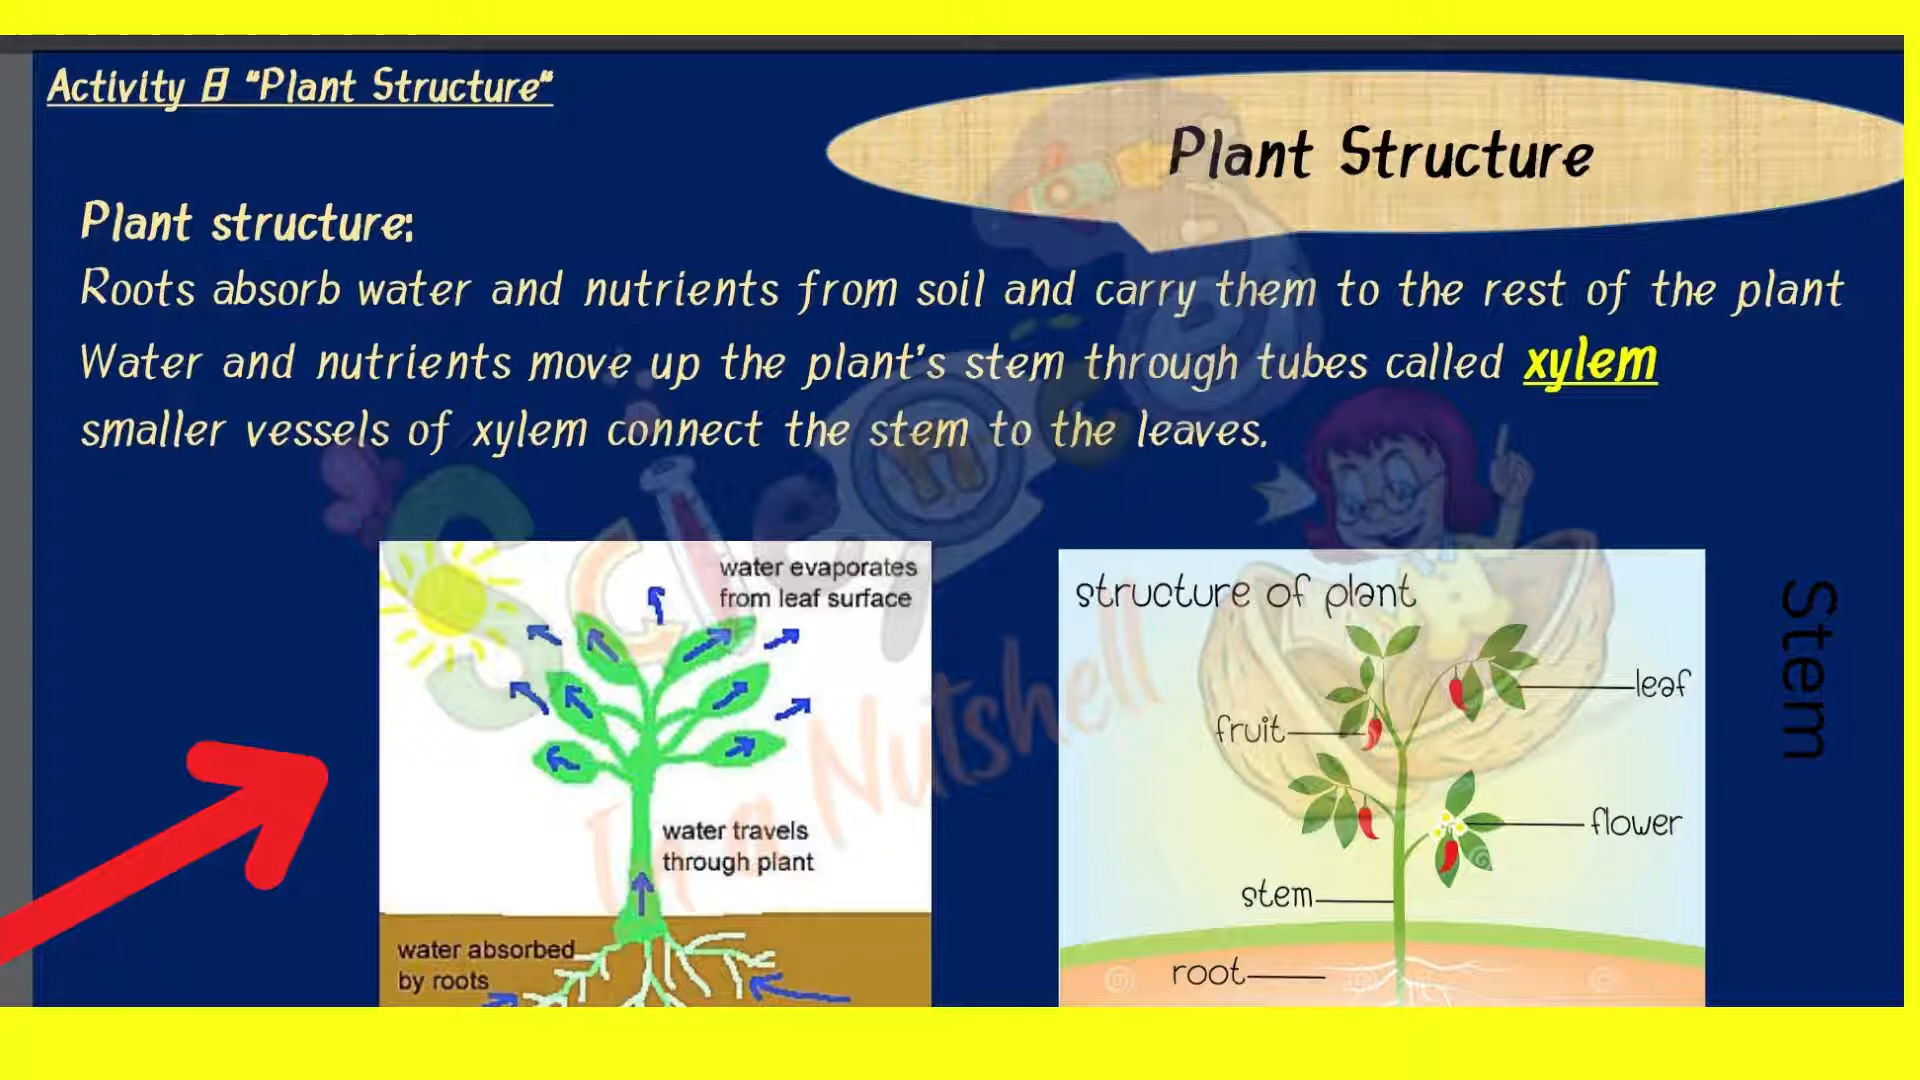 Activity 8 "Plant Structure"
Plant Structure
Plant structure:
Roots absorb water and nutrients from soil and carry them to the rest of the plant
Water and nutrients move up the plant's stem through tubes called xylem
smaller vessels of xylem connect the stem to the leaves.
water evaporates
from leaf surface
water travels
through plant
water absorbed
by roots
structure of plant
leaf
fruit
flower
stem
root
Stem
Science
In a Nutshell